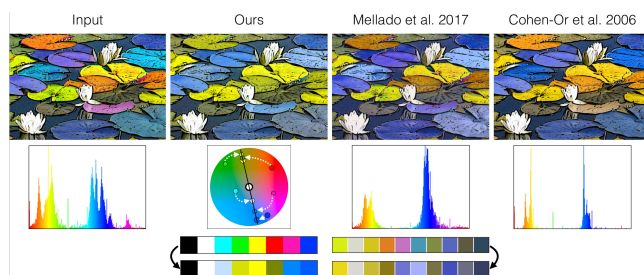 Input
Ours
Mellado et al. 2017
Cohen-Or et al. 2006